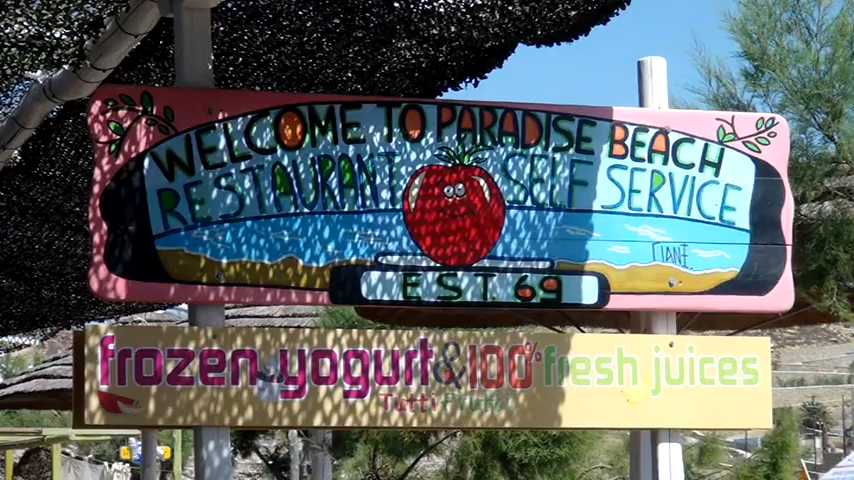 WELCOME TO PARADISE BEACH
RESTAURANT SELF SERVICE
EST. 69
frozen yogurt & 100% fresh juices
Tutti Frutti